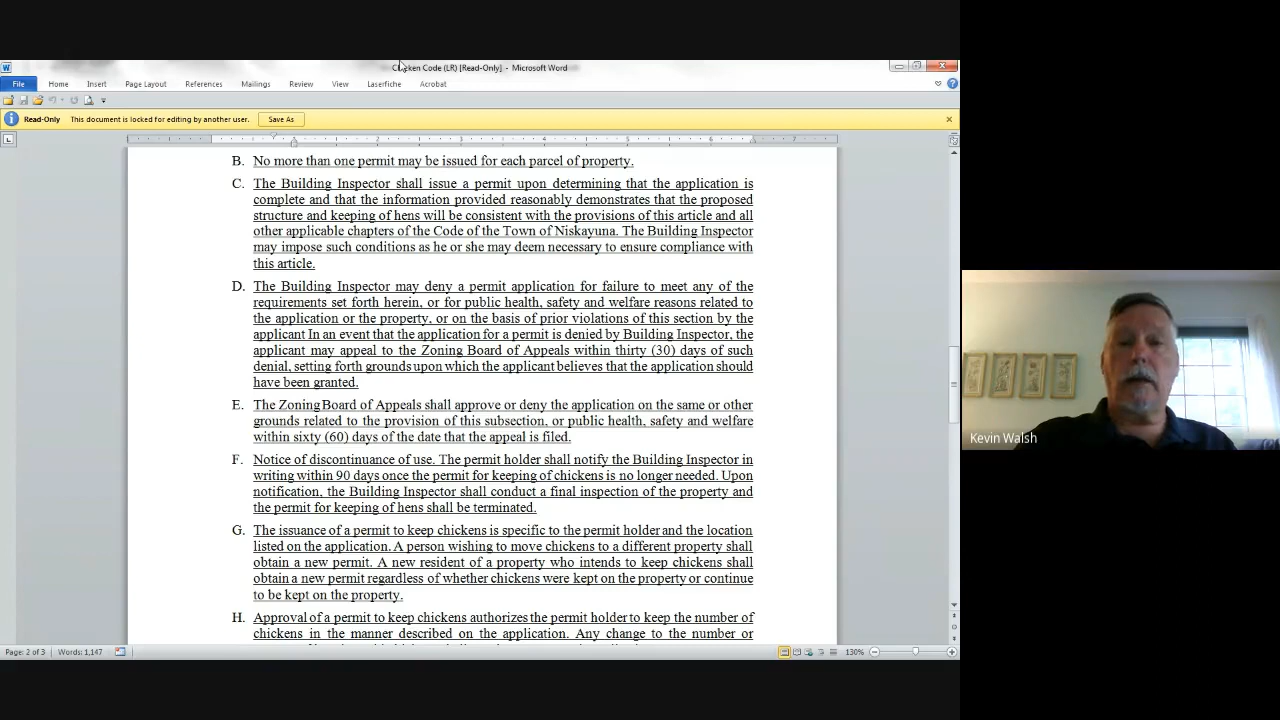 Chicken Code (LR) [Read-Only] - Microsoft Word
File Home Insert Page Layout References Mailings Review View Laserfiche Acrobat
Read-Only This document is locked for editing by another user. Save As
B. No more than one permit may be issued for each parcel of property.
C. The Building Inspector shall issue a permit upon determining that the application is
complete and that the information provided reasonably demonstrates that the proposed
structure and keeping of hens will be consistent with the provisions of this article and all
other applicable chapters of the Code of the Town of Niskayuna. The Building Inspector
may impose such conditions as he or she may deem necessary to ensure compliance with
this article.
D. The Building Inspector may deny a permit application for failure to meet any of the
requirements set forth herein, or for public health, safety and welfare reasons related to
the application or the property, or on the basis of prior violations of this section by the
applicant In an event that the application for a permit is denied by Building Inspector, the
applicant may appeal to the Zoning Board of Appeals within thirty (30) days of such
denial, setting forth grounds upon which the applicant believes that the application should
have been granted.
E. The Zoning Board of Appeals shall approve or deny the application on the same or other
grounds related to the provision of this subsection, or public health, safety and welfare
within sixty (60) days of the date that the appeal is filed.
F. Notice of discontinuance of use. The permit holder shall notify the Building Inspector in
writing within 90 days once the permit for keeping of chickens is no longer needed. Upon
notification, the Building Inspector shall conduct a final inspection of the property and
the permit for keeping of hens shall be terminated.
G. The issuance of a permit to keep chickens is specific to the permit holder and the location
listed on the application. A person wishing to move chickens to a different property shall
obtain a new permit. A new resident of a property who intends to keep chickens shall
obtain a new permit regardless of whether chickens were kept on the property or continue
to be kept on the property.
H. Approval of a permit to keep chickens authorizes the permit holder to keep the number of
chickens in the manner described on the application. Any change to the number or
Page: 2 of 3 Words: 1,147 130%
Kevin Walsh